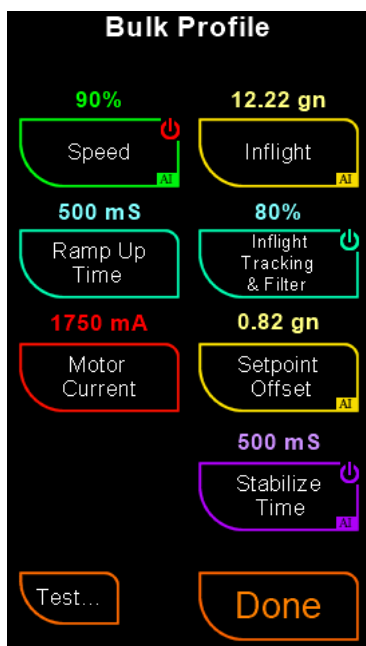 Bulk Profile
90%
Speed
AI
12.22 gn
Inflight
AI
500 mS
Ramp Up
Time
80%
Inflight
Tracking
& Filter
1750 mA
Motor
Current
0.82 gn
Setpoint
Offset
AI
500 mS
Stabilize
Time
AI
Test...
Done